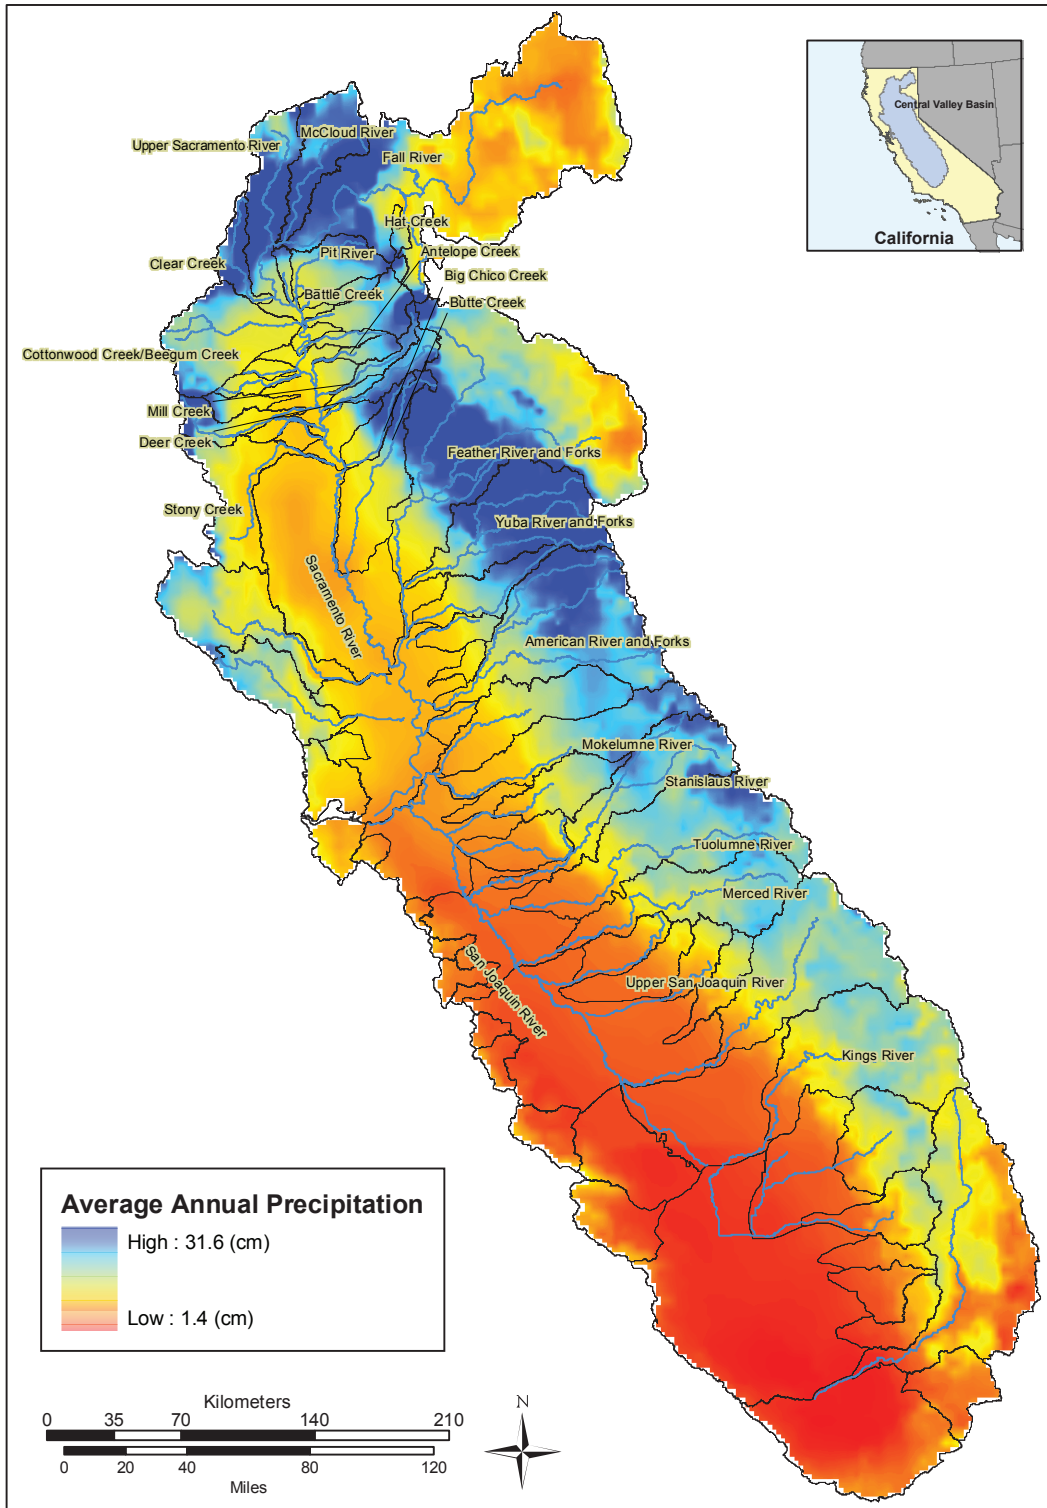 Central Valley Basin
California
McCloud River
Upper Sacramento River
Fall River
Hat Creek
Pit River
Antelope Creek
Clear Creek
Big Chico Creek
Battle Creek
Butte Creek
Cottonwood Creek/Beegum Creek
Mill Creek
Deer Creek
Feather River and Forks
Stony Creek
Yuba River and Forks
Sacramento River
American River and Forks
Mokelumne River
Stanislaus River
Tuolumne River
Merced River
San Joaquin River
Upper San Joaquin River
Kings River
Average Annual Precipitation
High : 31.6 (cm)
Low : 1.4 (cm)
Kilometers
0 35 70 140 210
0 20 40 80 120
Miles
N